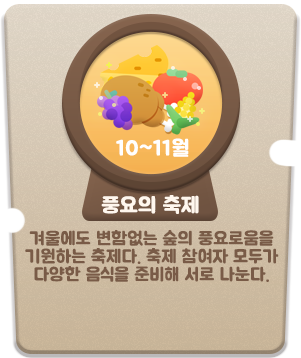 10~11월
풍요의 축제
겨울에도 변함없는 숲의 풍요로움을
기원하는 축제다. 축제 참여자 모두가
다양한 음식을 준비해 서로 나눈다.